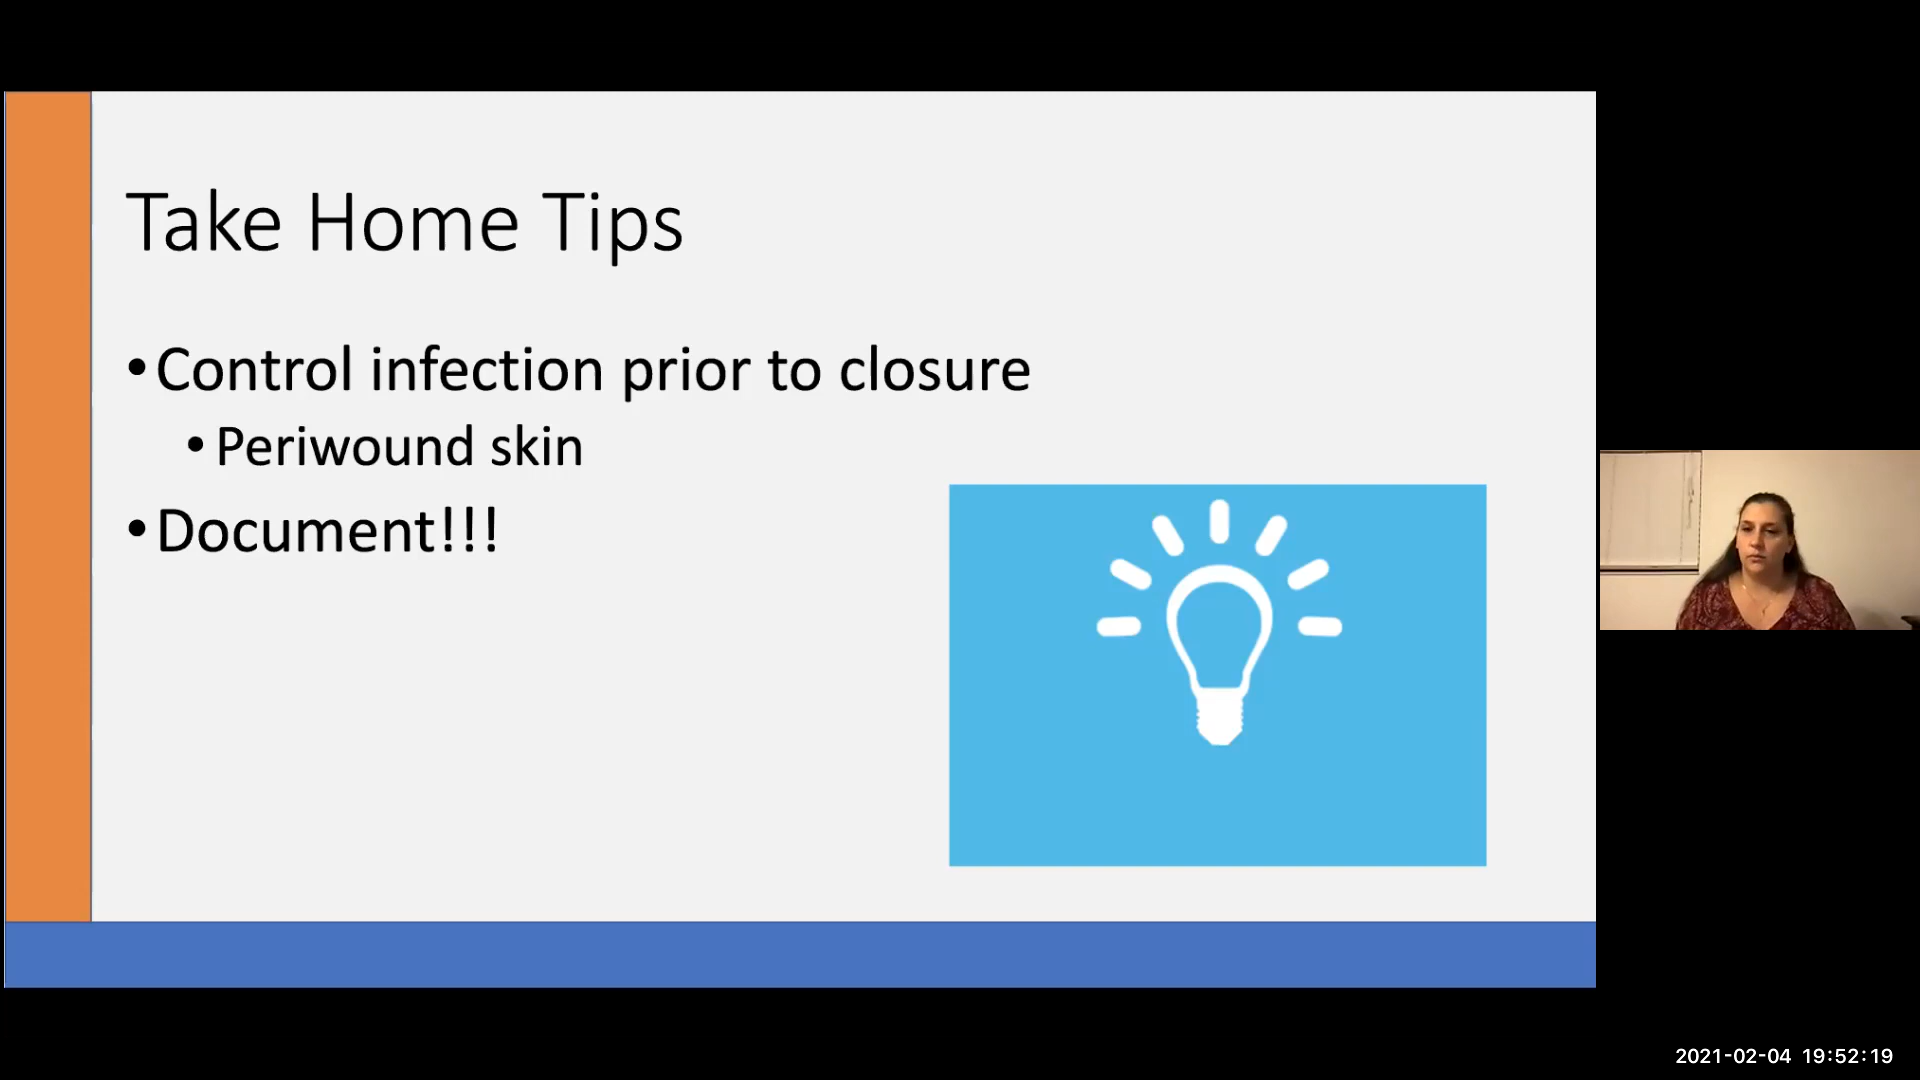 Take Home Tips
• Control infection prior to closure
• Periwound skin
• Document!!!
2021-02-04 19:52:19